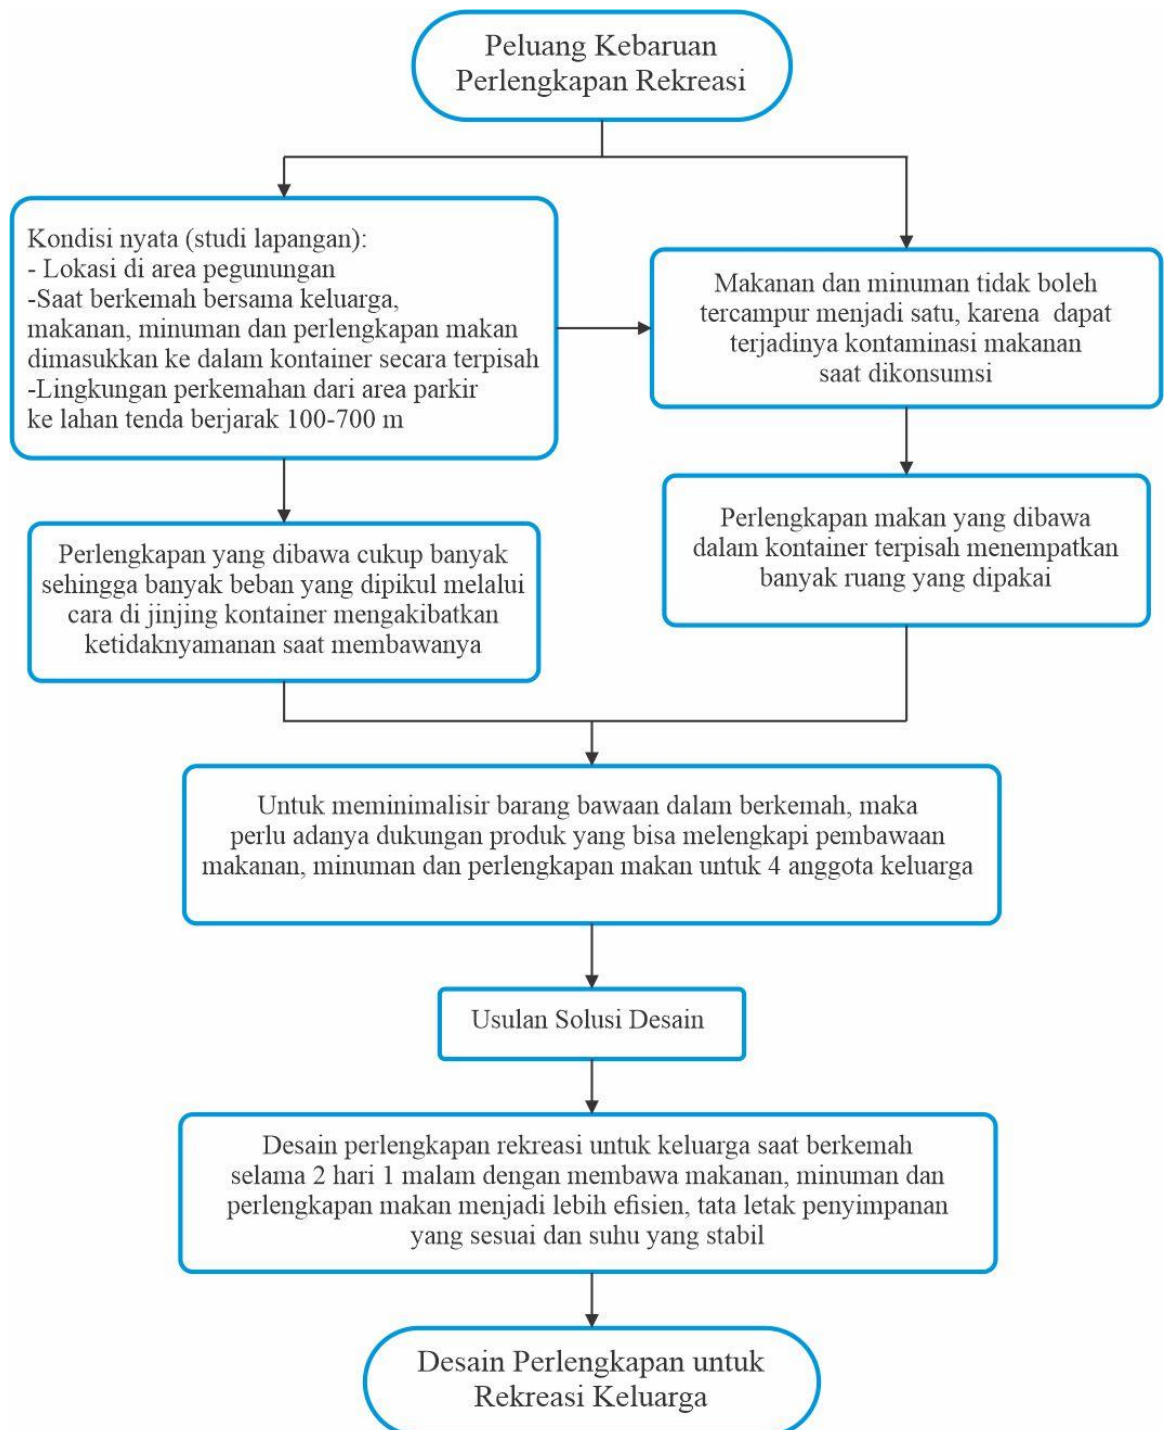 Peluang Kebaruan
Perlengkapan Rekreasi
Kondisi nyata (studi lapangan):
- Lokasi di area pegunungan
-Saat berkemah bersama keluarga,
makanan, minuman dan perlengkapan makan
dimasukkan ke dalam kontainer secara terpisah
-Lingkungan perkemahan dari area parkir
ke lahan tenda berjarak 100-700 m
Makanan dan minuman tidak boleh
tercampur menjadi satu, karena dapat
terjadinya kontaminasi makanan
saat dikonsumsi
Perlengkapan yang dibawa cukup banyak
sehingga banyak beban yang dipikul melalui
cara di jinjing kontainer mengakibatkan
ketidaknyamanan saat membawanya
Perlengkapan makan yang dibawa
dalam kontainer terpisah menempatkan
banyak ruang yang dipakai
Untuk meminimalisir barang bawaan dalam berkemah, maka
perlu adanya dukungan produk yang bisa melengkapi pembawaan
makanan, minuman dan perlengkapan makan untuk 4 anggota keluarga
Usulan Solusi Desain
Desain perlengkapan rekreasi untuk keluarga saat berkemah
selama 2 hari 1 malam dengan membawa makanan, minuman dan
perlengkapan makan menjadi lebih efisien, tata letak penyimpanan
yang sesuai dan suhu yang stabil
Desain Perlengkapan untuk
Rekreasi Keluarga